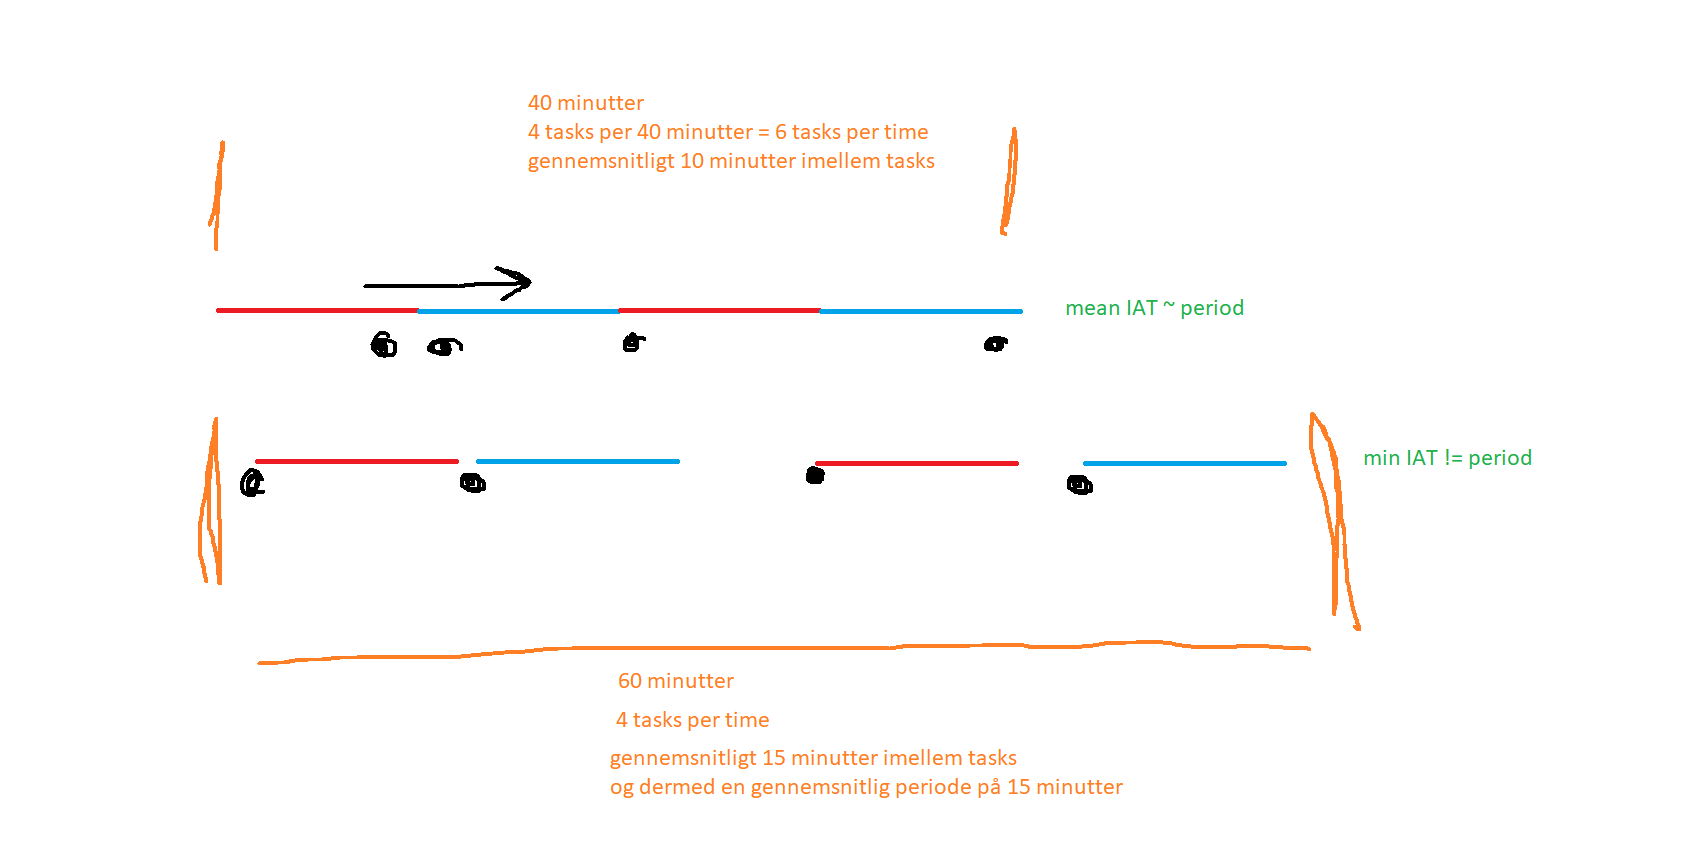 40 minutter
4 tasks per 40 minutter = 6 tasks per time
gennemsnitligt 10 minutter imellem tasks
mean IAT ~ period
min IAT != period
60 minutter
4 tasks per time
gennemsnitligt 15 minutter imellem tasks
og dermed en gennemsnitlig periode på 15 minutter